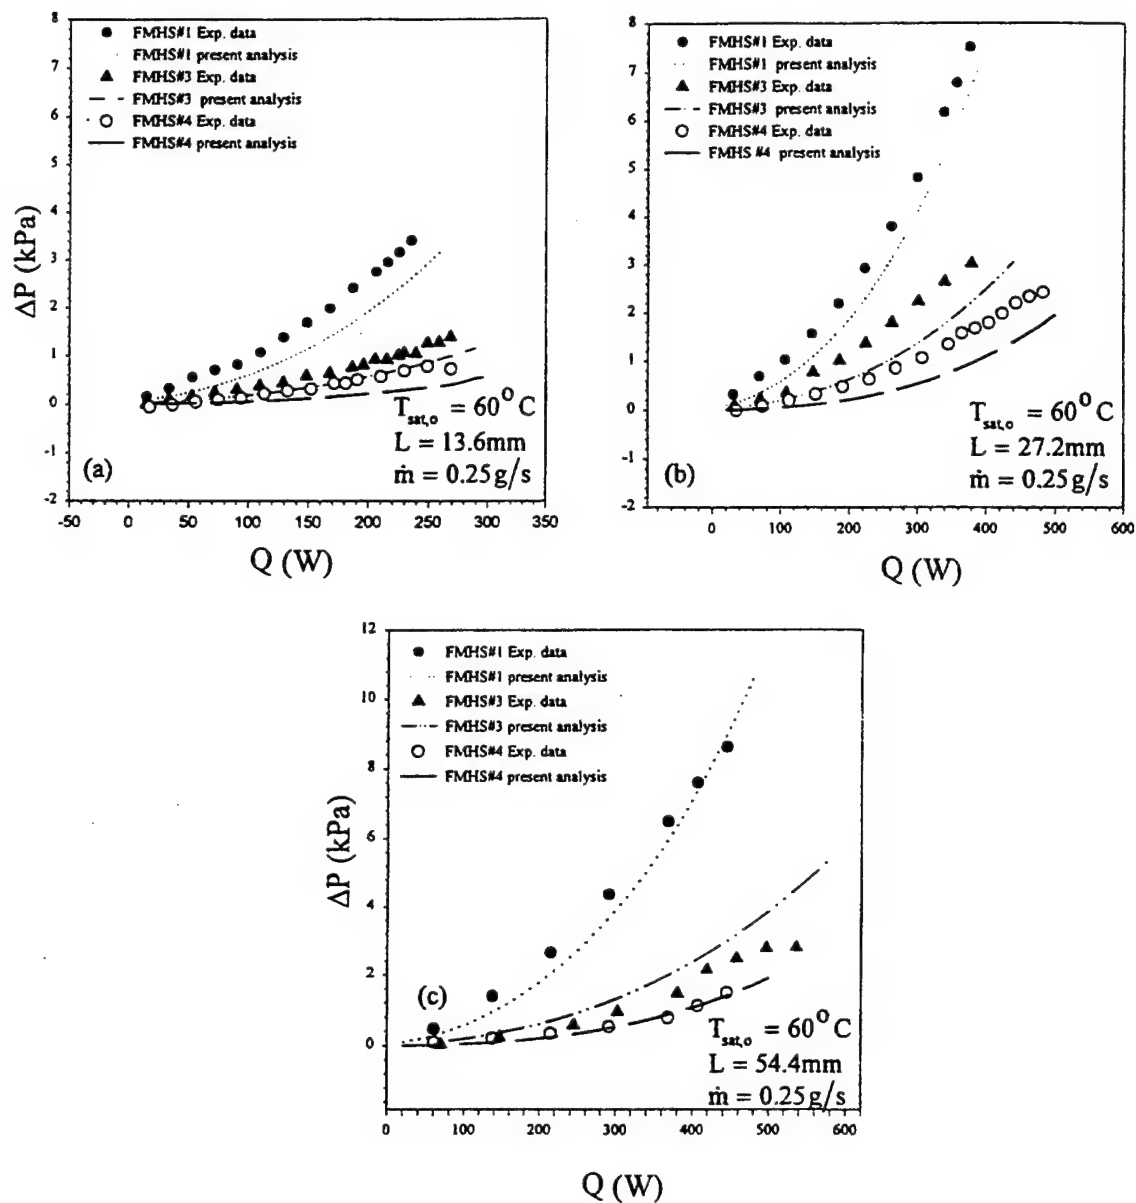 8
7
6
5
4
3
2
1
0
-1
-2
ΔP (kPa)
FMHS#1 Exp. data
FMHS#1 present analysis
FMHS#3 Exp. data
FMHS#3 present analysis
FMHS#4 Exp. data
FMHS#4 present analysis
(a)
T_sat,o = 60°C
L = 13.6mm
ṁ = 0.25g/s
-50 0 50 100 150 200 250 300 350
Q (W)
8
7
6
5
4
3
2
1
0
-1
-2
FMHS#1 Exp. data
FMHS#1 present analysis
FMHS#3 Exp. data
FMHS#3 present analysis
FMHS#4 Exp. data
FMHS #4 present analysis
(b)
T_sat,o = 60°C
L = 27.2mm
ṁ = 0.25g/s
0 100 200 300 400 500 600
Q (W)
12
10
8
6
4
2
0
ΔP (kPa)
FMHS#1 Exp. data
FMHS#1 present analysis
FMHS#3 Exp. data
FMHS#3 present analysis
FMHS#4 Exp. data
FMHS#4 present analysis
(c)
T_sat,o = 60°C
L = 54.4mm
ṁ = 0.25g/s
0 100 200 300 400 500 600
Q (W)